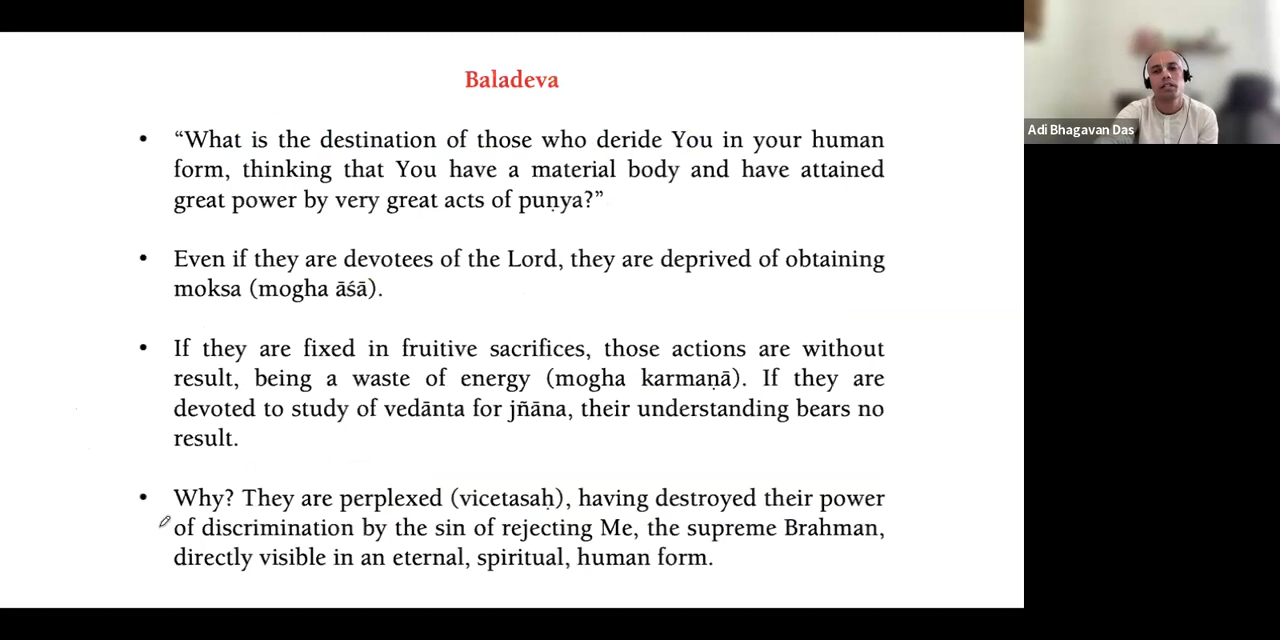 Baladeva
• “What is the destination of those who deride You in your human
form, thinking that You have a material body and have attained
great power by very great acts of puṇya?”
• Even if they are devotees of the Lord, they are deprived of obtaining
moksa (mogha āśā).
• If they are fixed in fruitive sacrifices, those actions are without
result, being a waste of energy (mogha karmaṇā). If they are
devoted to study of vedānta for jñāna, their understanding bears no
result.
• Why? They are perplexed (vicetasaḥ), having destroyed their power
of discrimination by the sin of rejecting Me, the supreme Brahman,
directly visible in an eternal, spiritual, human form.
Adi Bhagavan Das